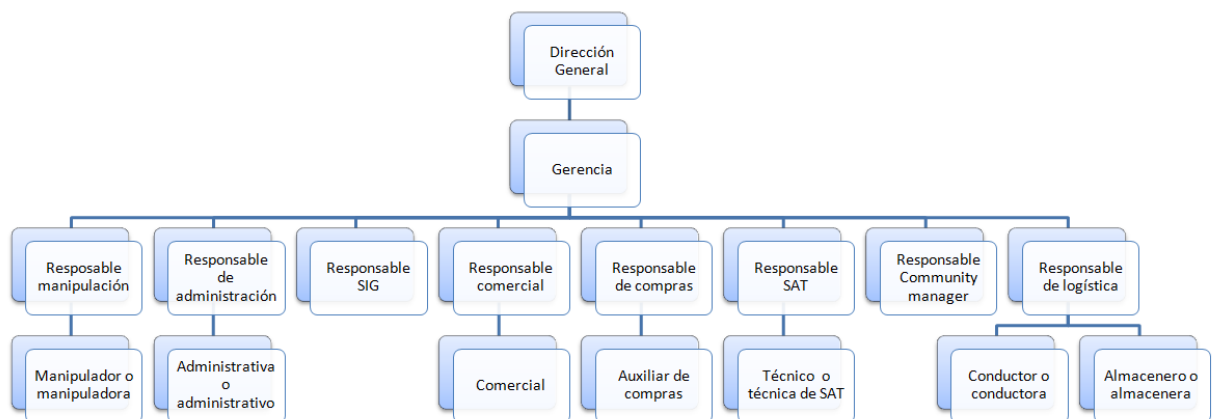 Dirección
General
Gerencia
Resposable
manipulación
Responsable
de
administración
Responsable
SIG
Responsable
comercial
Responsable
de compras
Responsable
SAT
Responsable
Community
manager
Responsable
de logística
Manipulador o
manipuladora
Administrativa
o
administrativo
Comercial
Auxiliar de
compras
Técnico o
técnica de SAT
Conductor o
conductora
Almacenero o
almacenera